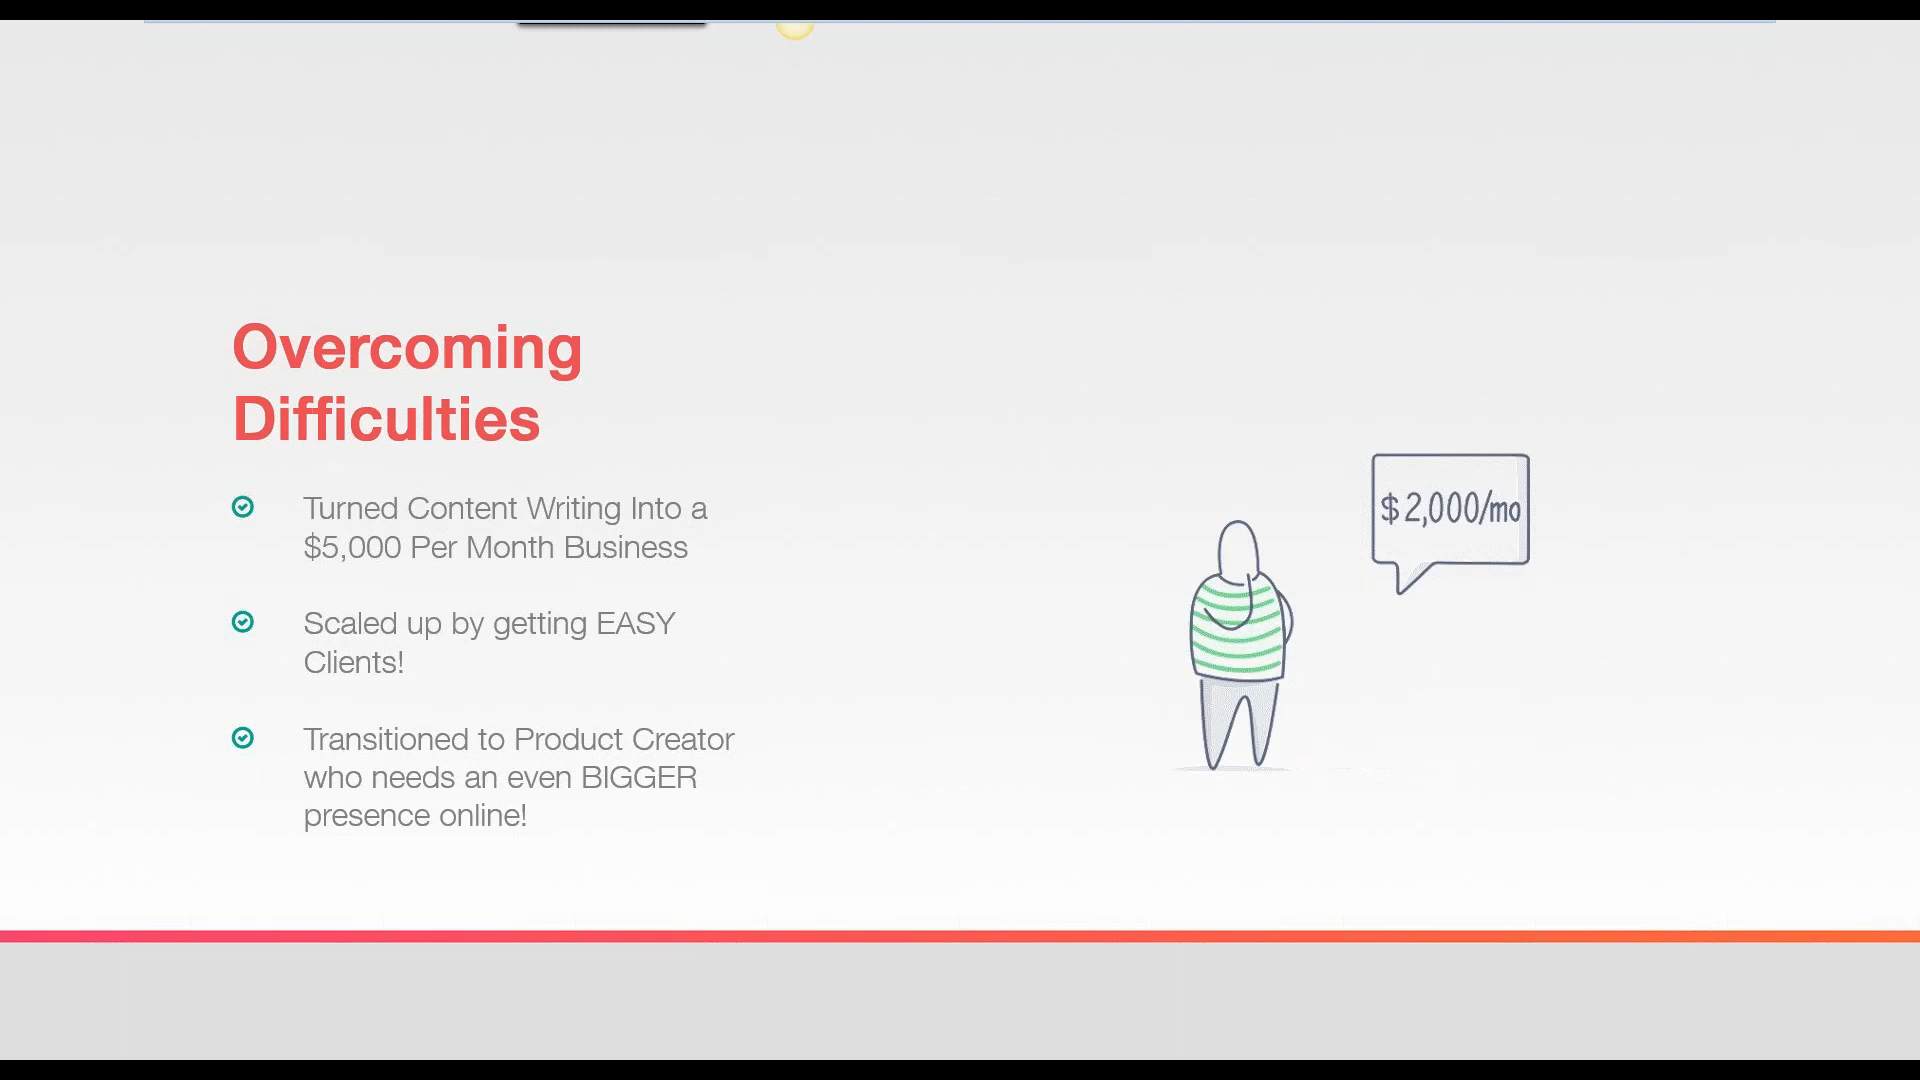 Overcoming
Difficulties
Turned Content Writing Into a
$5,000 Per Month Business
Scaled up by getting EASY
Clients!
Transitioned to Product Creator
who needs an even BIGGER
presence online!
$2,000/mo